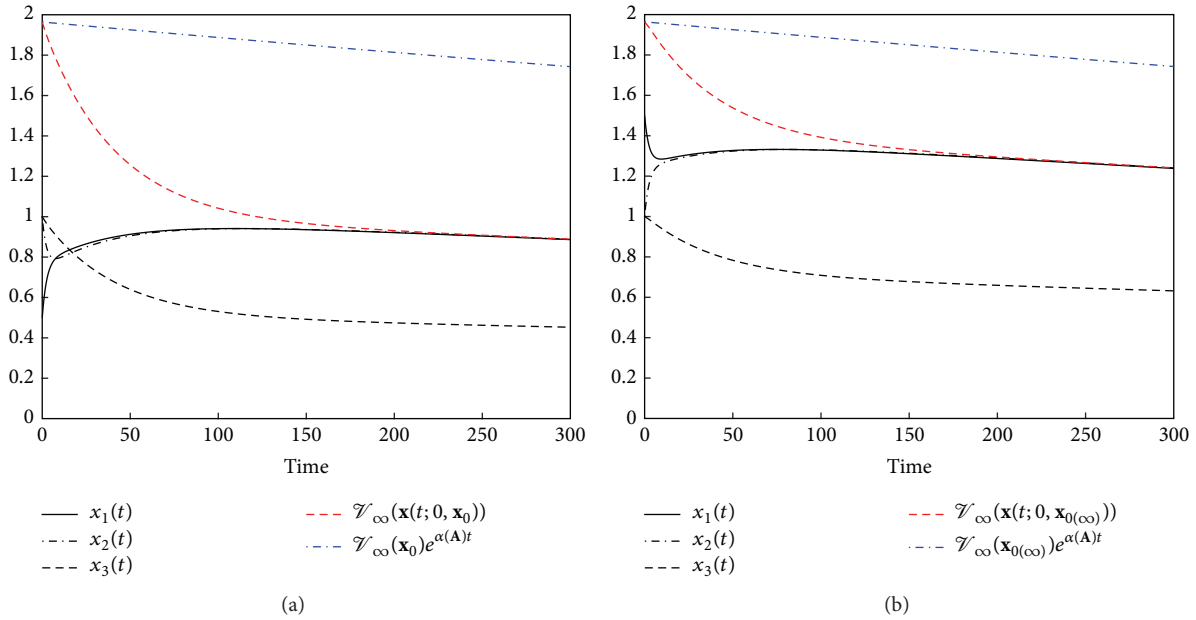 2
1.8
1.6
1.4
1.2
1
0.8
0.6
0.4
0.2
0
0 50 100 150 200 250 300
Time
x₁(t)
x₂(t)
x₃(t)
𝒱∞(x(t; 0, x₀))
𝒱∞(x₀)e^α(A)t
(a)
2
1.8
1.6
1.4
1.2
1
0.8
0.6
0.4
0.2
0
0 50 100 150 200 250 300
Time
x₁(t)
x₂(t)
x₃(t)
𝒱∞(x(t; 0, x₀(∞)))
𝒱∞(x₀(∞))e^α(A)t
(b)